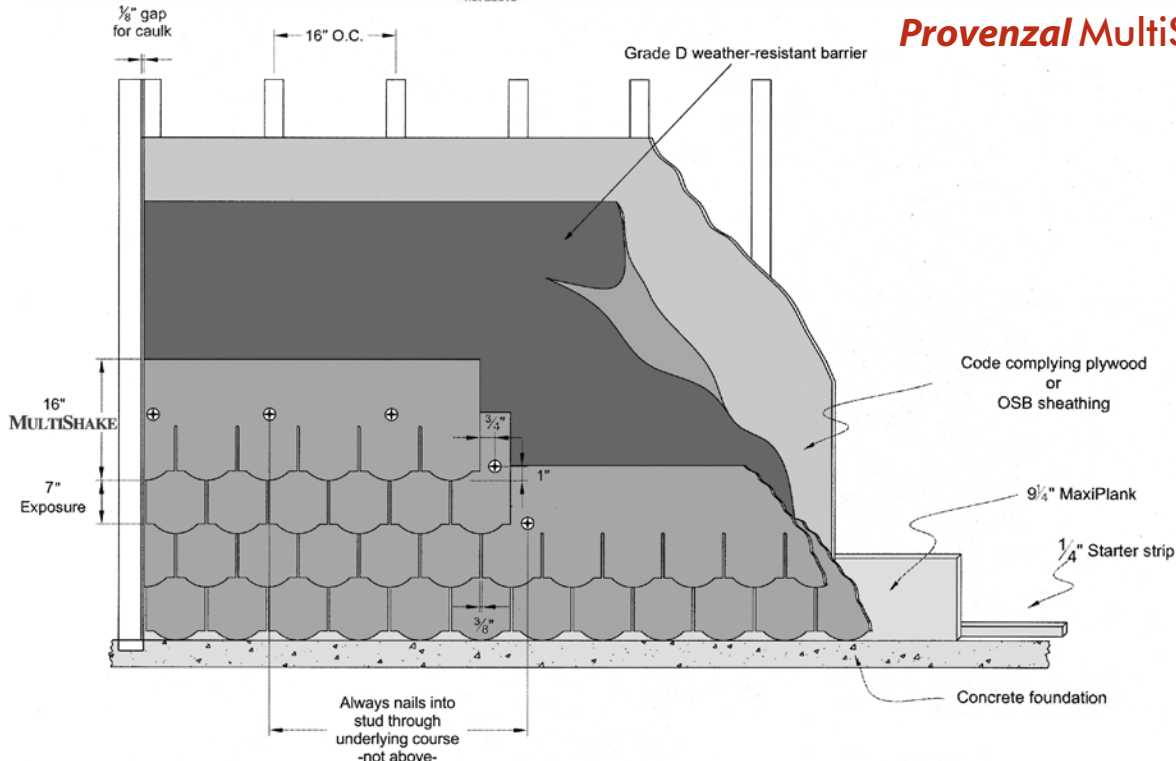 ⅛" gap
for caulk
16" O.C.
Provenzal MultiS
Grade D weather-resistant barrier
Code complying plywood
or
OSB sheathing
16"
MULTISHAKE
¾"
1"
7"
Exposure
9¼" MaxiPlank
¼" Starter strip
⅜"
Concrete foundation
Always nails into
stud through
underlying course
-not above-